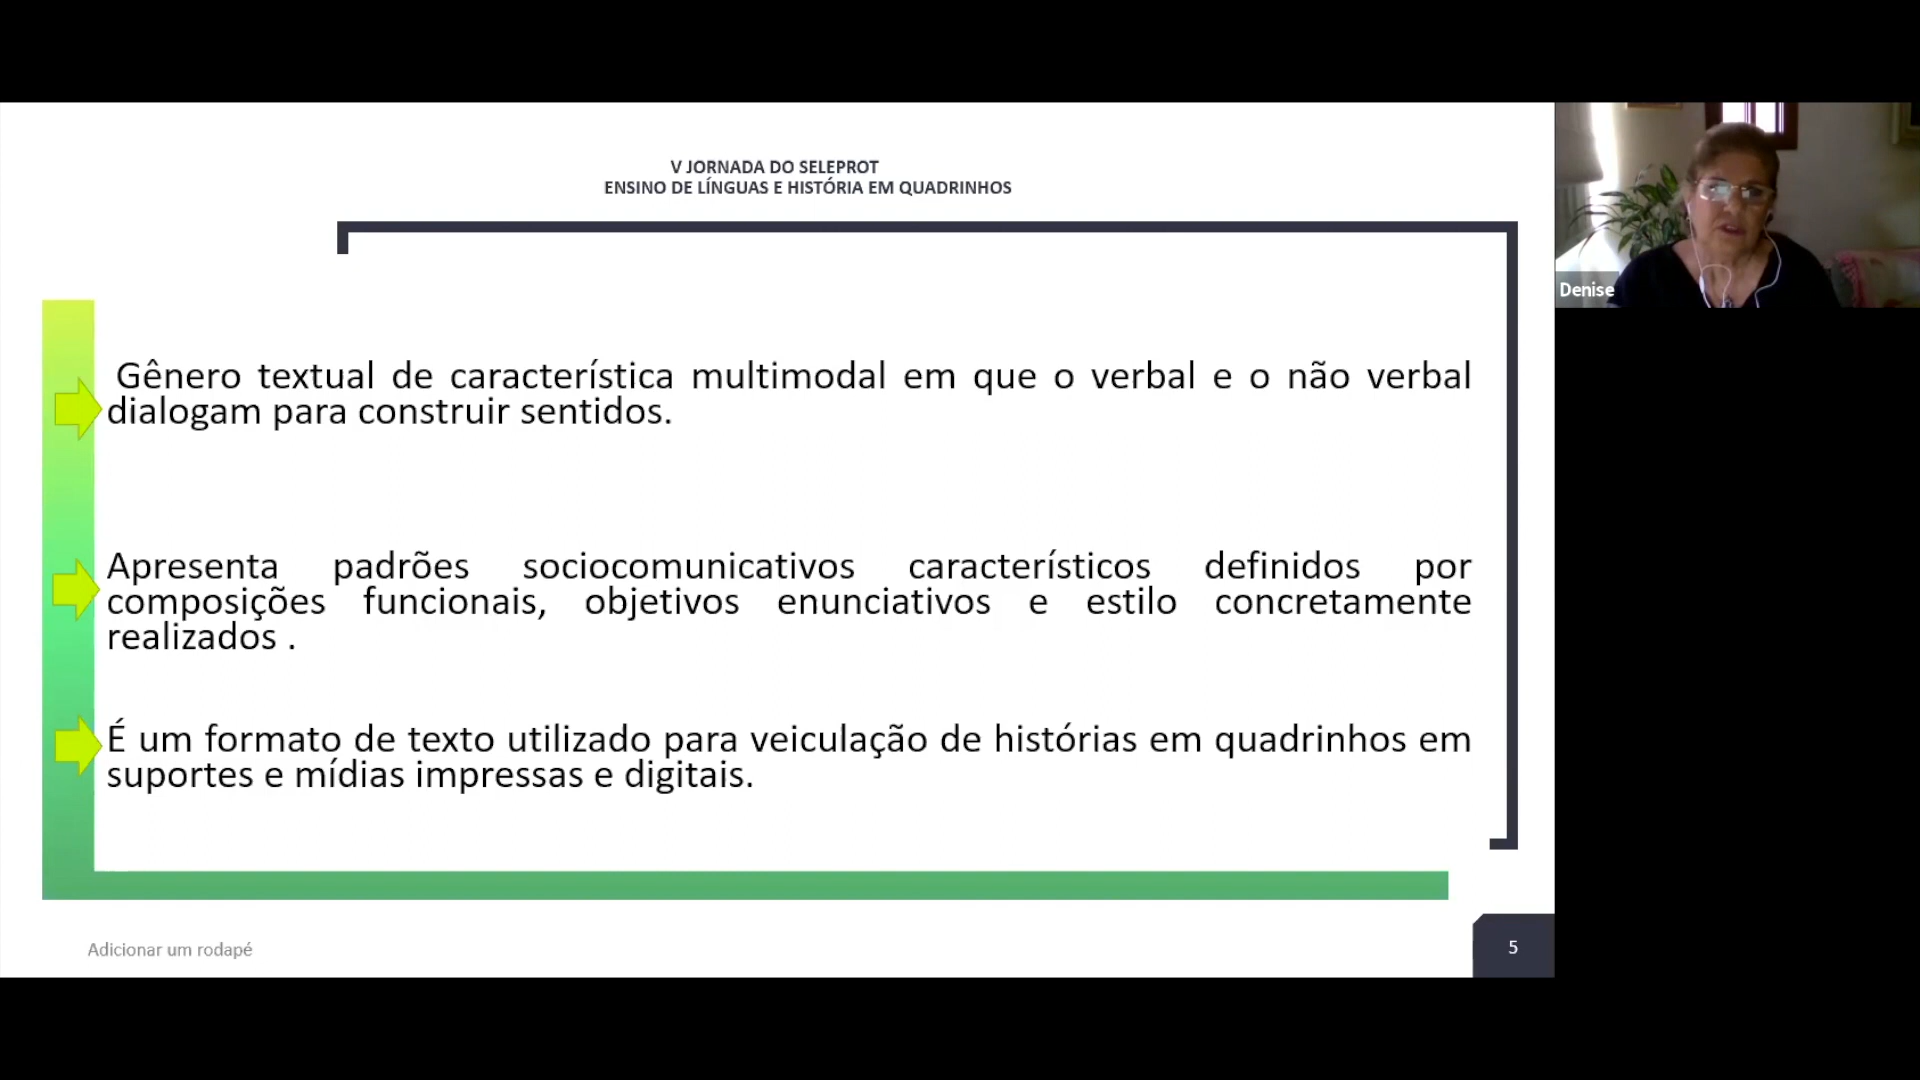 V JORNADA DO SELEPROT
ENSINO DE LÍNGUAS E HISTÓRIA EM QUADRINHOS
Denise
Gênero textual de característica multimodal em que o verbal e o não verbal
dialogam para construir sentidos.
Apresenta padrões sociocomunicativos característicos definidos por
composições funcionais, objetivos enunciativos e estilo concretamente
realizados .
É um formato de texto utilizado para veiculação de histórias em quadrinhos em
suportes e mídias impressas e digitais.
Adicionar um rodapé
5